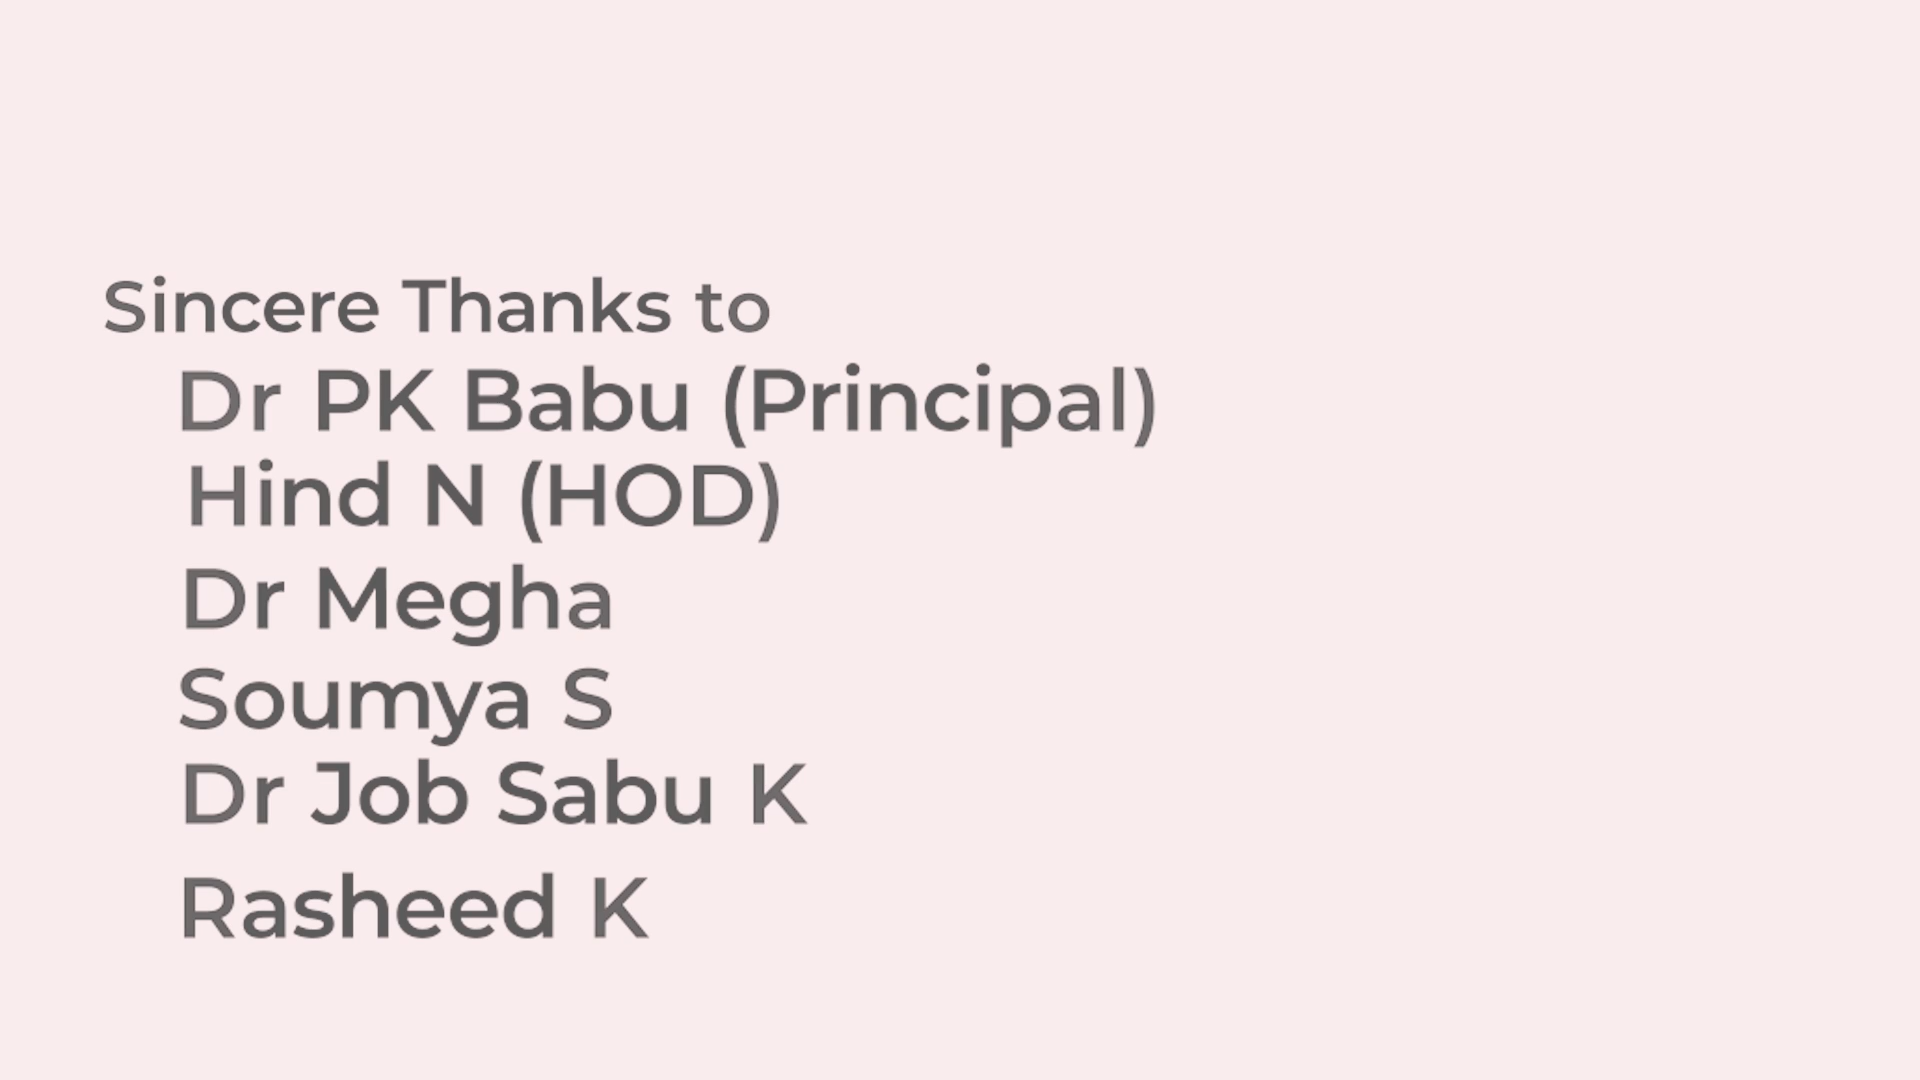 Sincere Thanks to
Dr PK Babu (Principal)
Hind N (HOD)
Dr Megha
Soumya S
Dr Job Sabu K
Rasheed K